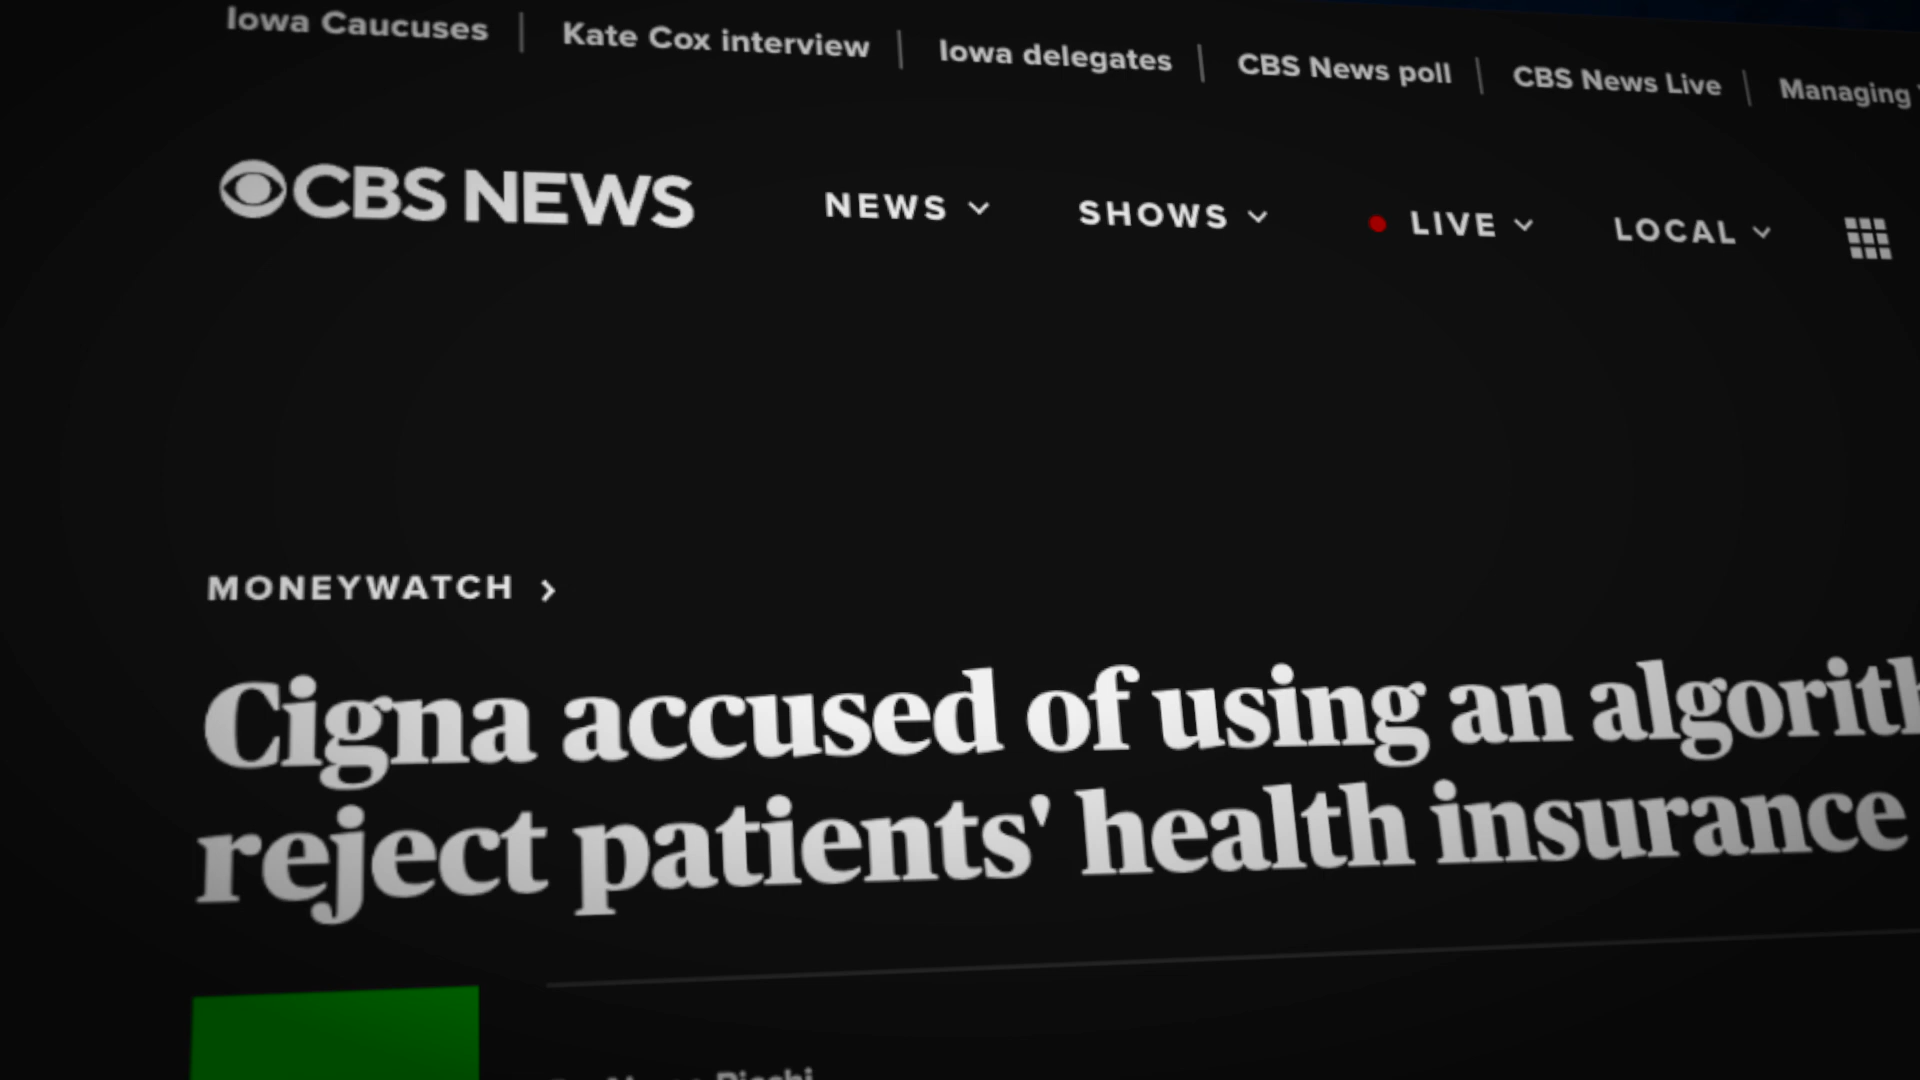 Iowa Caucuses | Kate Cox interview | Iowa delegates | CBS News poll | CBS News Live | Managing
CBS NEWS NEWS SHOWS LIVE LOCAL
MONEYWATCH
Cigna accused of using an algorith
reject patients' health insurance